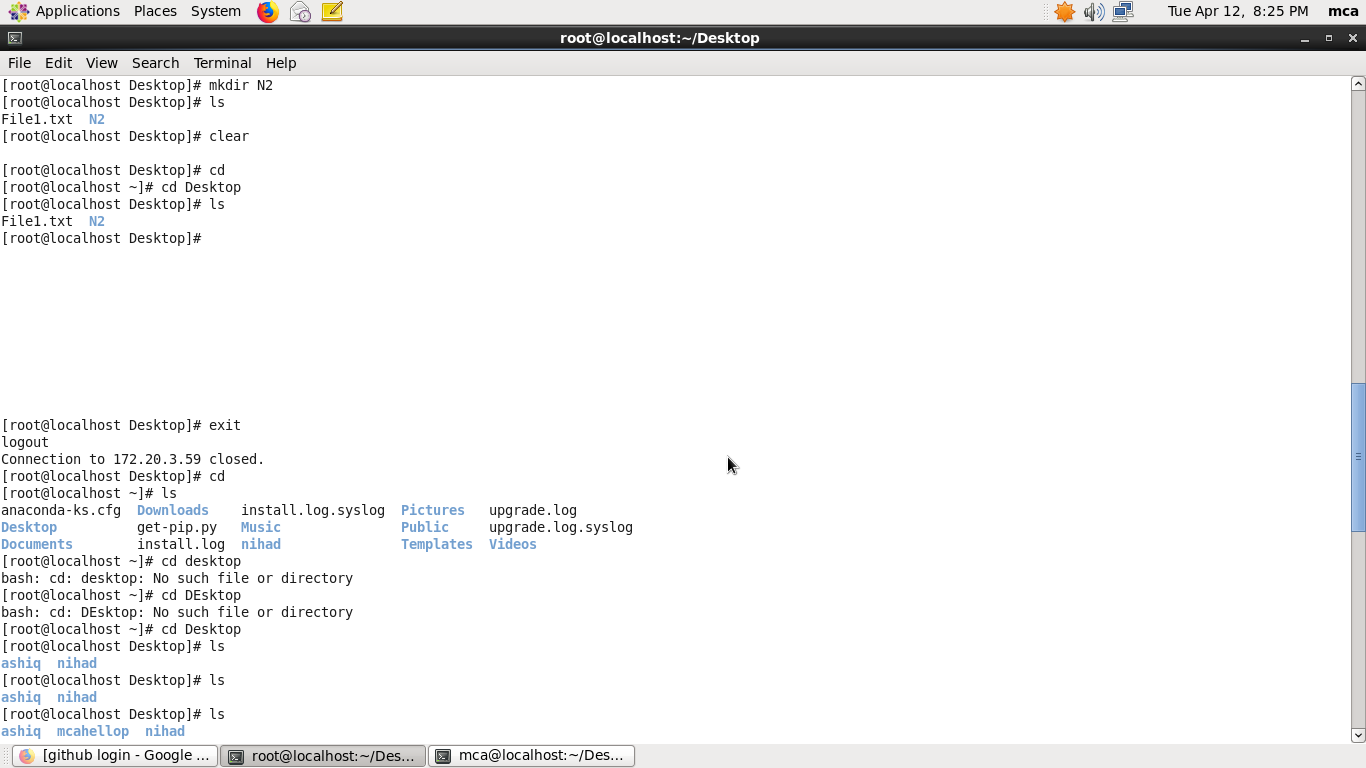 Applications Places System Tue Apr 12, 8:25 PM mca
root@localhost:~/Desktop
File Edit View Search Terminal Help
[root@localhost Desktop]# mkdir N2
[root@localhost Desktop]# ls
File1.txt  N2
[root@localhost Desktop]# clear
[root@localhost Desktop]# cd
[root@localhost ~]# cd Desktop
[root@localhost Desktop]# ls
File1.txt  N2
[root@localhost Desktop]#
[root@localhost Desktop]# exit
logout
Connection to 172.20.3.59 closed.
[root@localhost Desktop]# cd
[root@localhost ~]# ls
anaconda-ks.cfg  Downloads    install.log.syslog  Pictures   upgrade.log
Desktop          get-pip.py   Music               Public     upgrade.log.syslog
Documents        install.log  nihad               Templates  Videos
[root@localhost ~]# cd desktop
bash: cd: desktop: No such file or directory
[root@localhost ~]# cd DEsktop
bash: cd: DEsktop: No such file or directory
[root@localhost ~]# cd Desktop
[root@localhost Desktop]# ls
ashiq  nihad
[root@localhost Desktop]# ls
ashiq  nihad
[root@localhost Desktop]# ls
ashiq  mcahellop  nihad
[github login - Google ... root@localhost:~/Des... mca@localhost:~/Des...